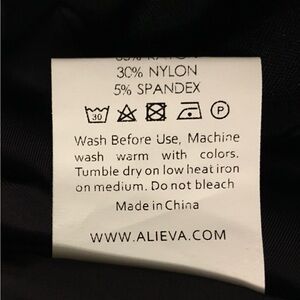 30% NYLON
5% SPANDEX
30 P
Wash Before Use, Machine
wash warm with colors.
Tumble dry on low heat iron
on medium. Do not bleach
Made in China
WWW.ALIEVA.COM